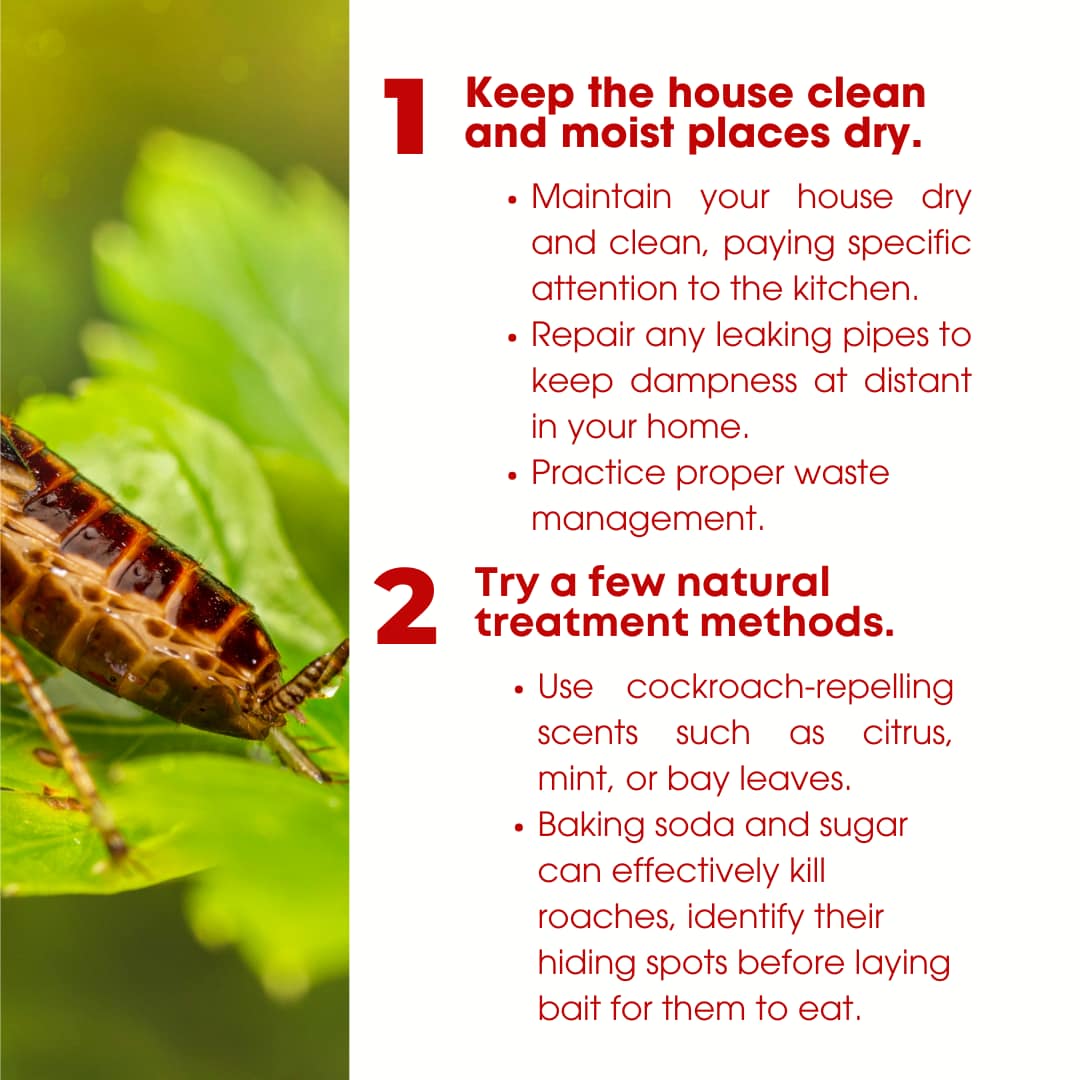 1
Keep the house clean
and moist places dry.
• Maintain your house dry
and clean, paying specific
attention to the kitchen.
• Repair any leaking pipes to
keep dampness at distant
in your home.
• Practice proper waste
management.
2
Try a few natural
treatment methods.
• Use cockroach-repelling
scents such as citrus,
mint, or bay leaves.
• Baking soda and sugar
can effectively kill
roaches, identify their
hiding spots before laying
bait for them to eat.